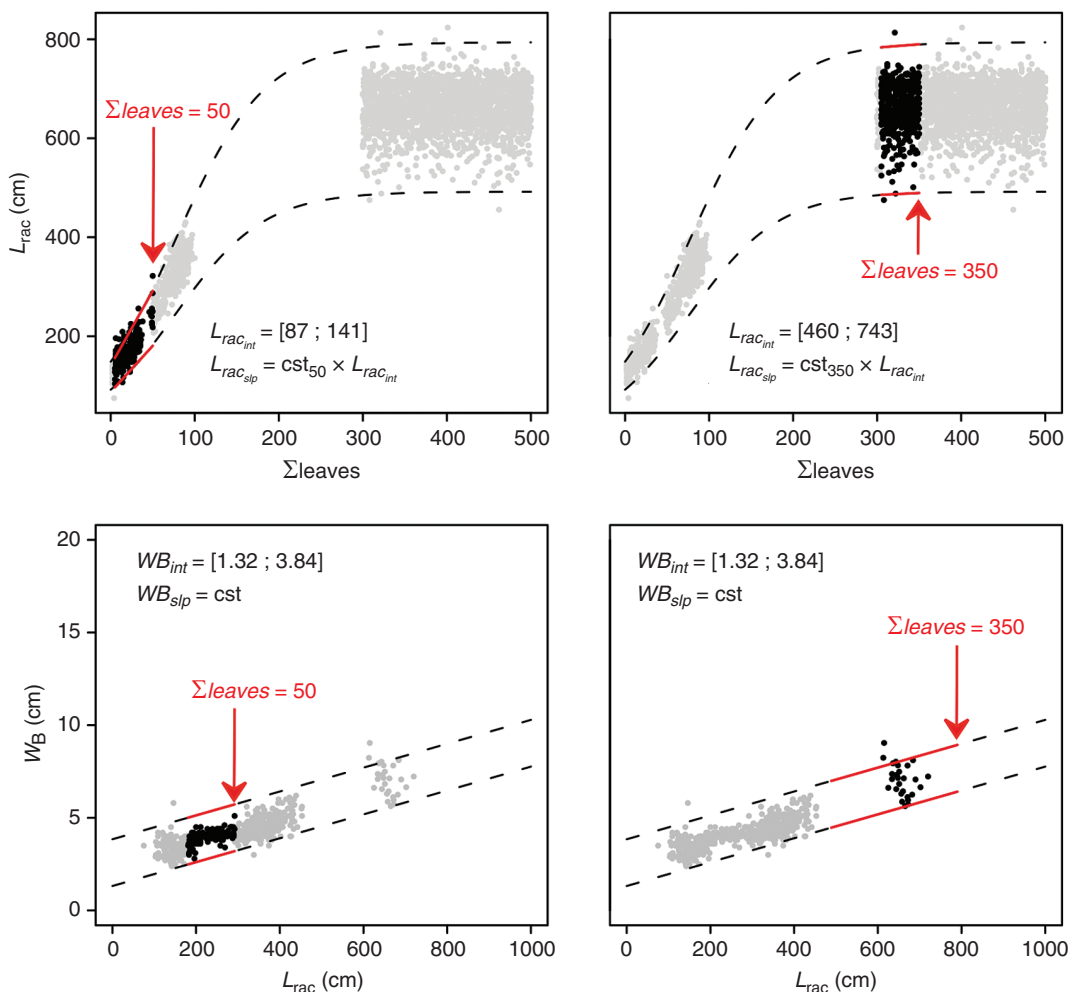 800
600
400
200
L_rac (cm)
Σleaves = 50
L_rac_int = [87 ; 141]
L_rac_slp = cst_50 × L_rac_int
0 100 200 300 400 500
Σleaves
Σleaves = 350
L_rac_int = [460 ; 743]
L_rac_slp = cst_350 × L_rac_int
0 100 200 300 400 500
Σleaves
20
15
10
5
0
W_B (cm)
WB_int = [1.32 ; 3.84]
WB_slp = cst
Σleaves = 50
0 200 400 600 800 1000
L_rac (cm)
WB_int = [1.32 ; 3.84]
WB_slp = cst
Σleaves = 350
0 200 400 600 800 1000
L_rac (cm)